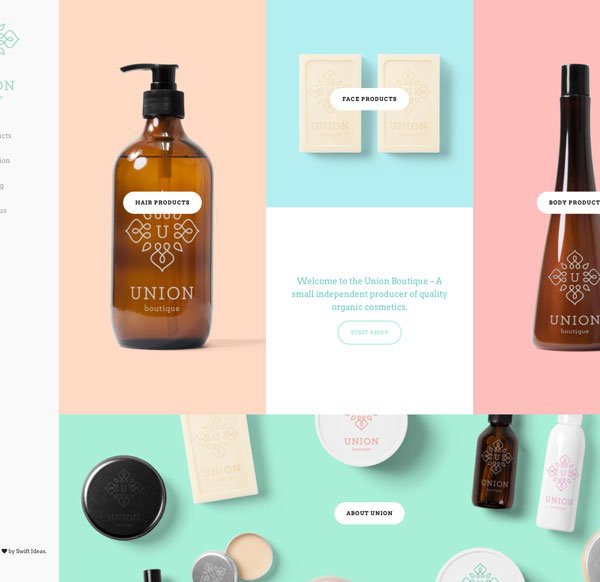 ON
ucts
ion
g
us
by Swift Ideas.
HAIR PRODUCTS
U
UNION
boutique
FACE PRODUCTS
UNION
UNION
Welcome to the Union Boutique – A
small independent producer of quality
organic cosmetics.
VISIT SHOP
BODY PRODUCT
U
UNION
boutique
UNION
UNION
boutique
U
UNION
boutique
UNION
UNION
ABOUT UNION